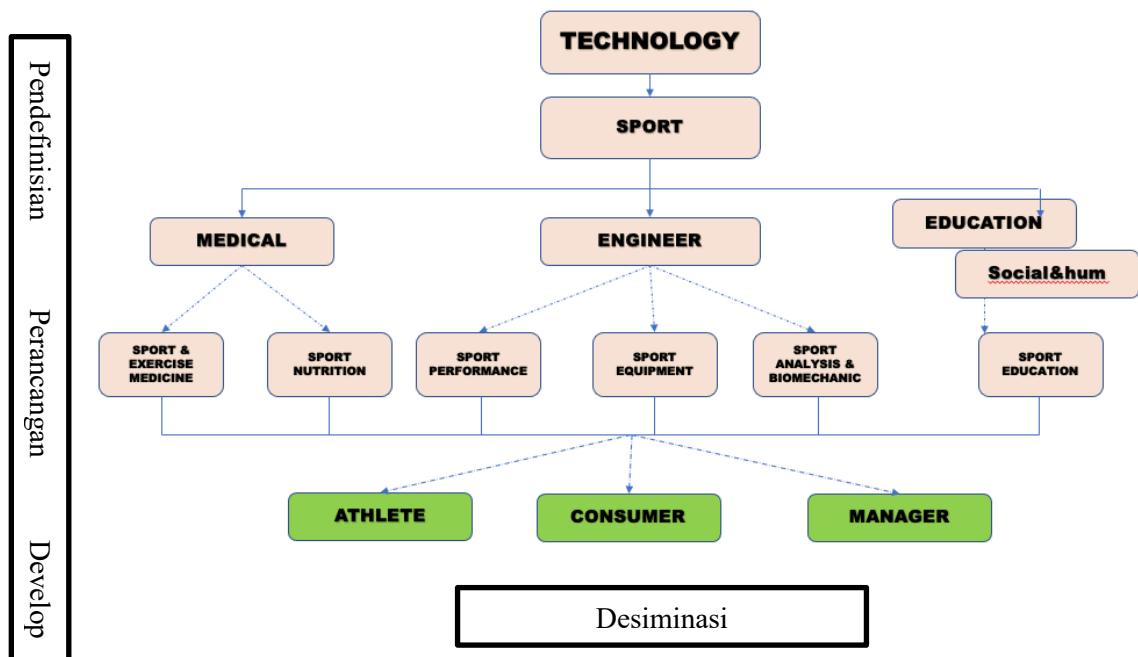 Pendefinisian
Perancangan
Develop
TECHNOLOGY
SPORT
MEDICAL
ENGINEER
EDUCATION
Social&hum
SPORT &
EXERCISE
MEDICINE
SPORT
NUTRITION
SPORT
PERFORMANCE
SPORT
EQUIPMENT
SPORT
ANALYSIS &
BIOMECHANIC
SPORT
EDUCATION
ATHLETE
CONSUMER
MANAGER
Desiminasi